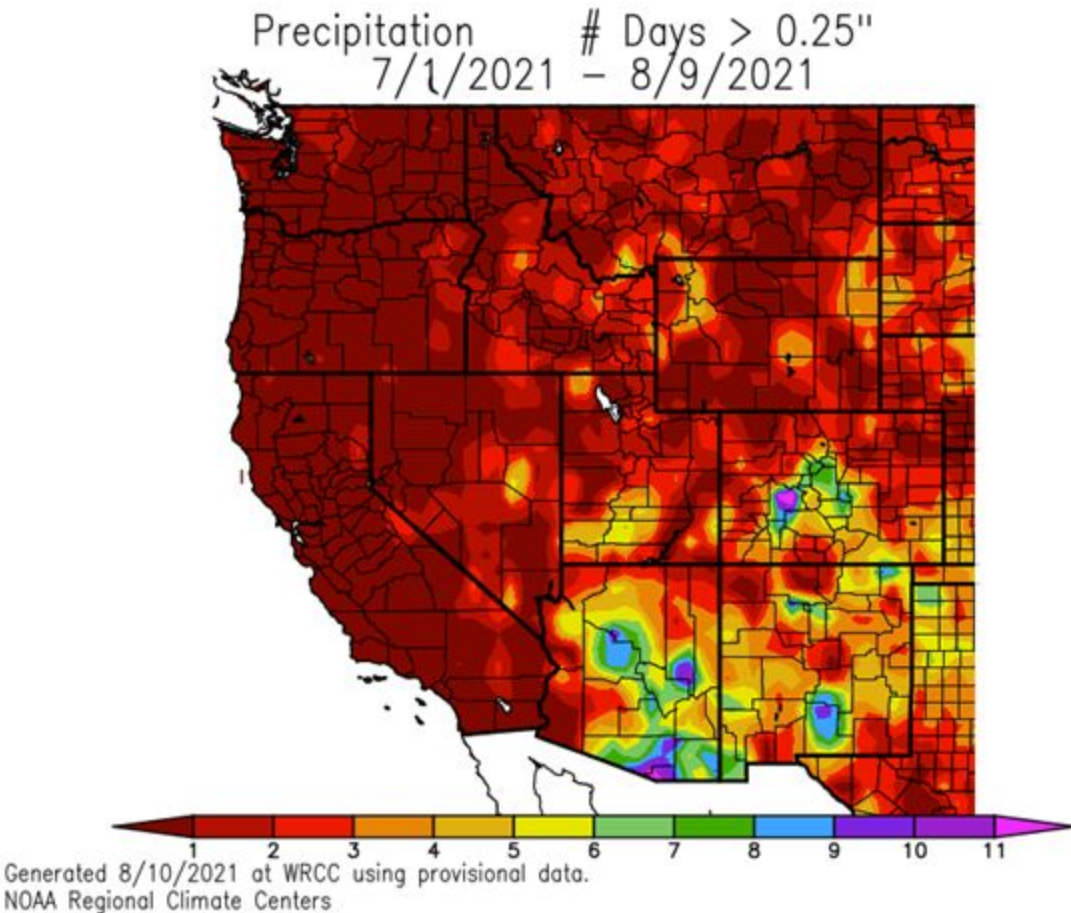 Precipitation # Days > 0.25"
7/1/2021 – 8/9/2021
1 2 3 4 5 6 7 8 9 10 11
Generated 8/10/2021 at WRCC using provisional data.
NOAA Regional Climate Centers